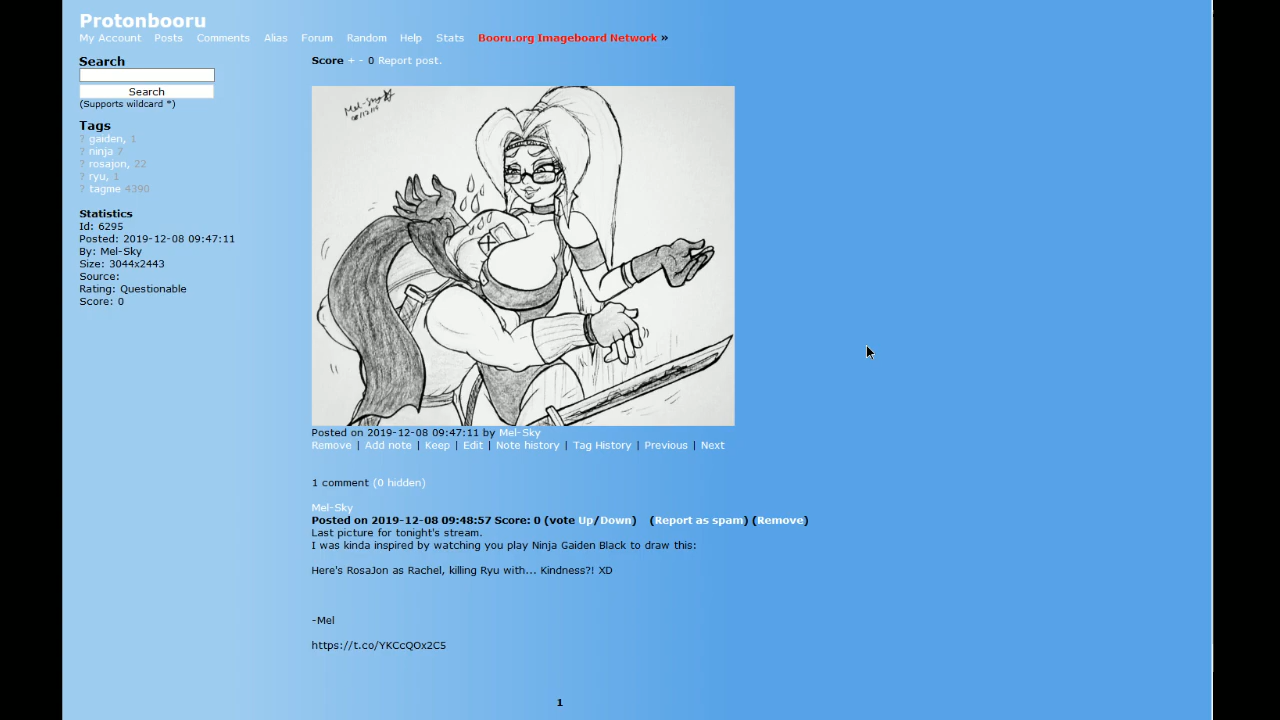 Protonbooru
My Account Posts Comments Alias Forum Random Help Stats Booru.org Imageboard Network »
Search
Search
(Supports wildcard *)
Tags
? gaiden, 1
? ninja 7
? rosajon, 22
? ryu, 1
? tagme 4390
Statistics
Id: 6295
Posted: 2019-12-08 09:47:11
By: Mel-Sky
Size: 3044x2443
Source:
Rating: Questionable
Score: 0
Score + - 0 Report post.
Mel-Sky
Posted on 2019-12-08 09:47:11 by Mel-Sky
Remove | Add note | Keep | Edit | Note history | Tag History | Previous | Next
1 comment (0 hidden)
Mel-Sky
Posted on 2019-12-08 09:48:57 Score: 0 (vote Up/Down) (Report as spam) (Remove)
Last picture for tonight's stream.
I was kinda inspired by watching you play Ninja Gaiden Black to draw this:
Here's RosaJon as Rachel, killing Ryu with... Kindness?! XD
-Mel
https://t.co/YKCcQOx2C5
1